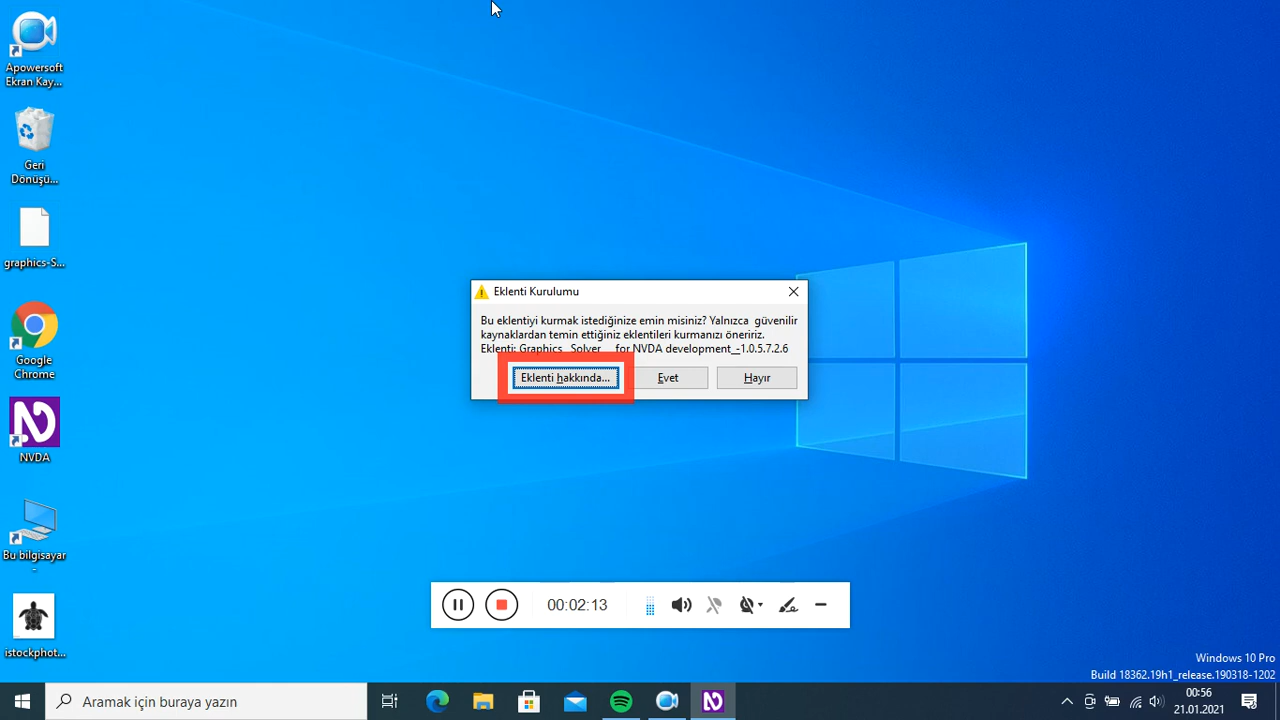 Apowersoft
Ekran Kay...
Geri
Dönüşü...
graphics-S...
Google
Chrome
NVDA
Bu bilgisayar
-
istockphot...
Eklenti Kurulumu
Bu eklentiyi kurmak istediğinize emin misiniz? Yalnızca güvenilir
kaynaklardan temin ettiğiniz eklentileri kurmanızı öneririz.
Eklenti: Graphics_ Solver_ for NVDA development_-1.0.5.7.2.6
Eklenti hakkında...
Evet
Hayır
00:02:13
Windows 10 Pro
Build 18362.19h1_release.190318-1202
Aramak için buraya yazın
00:56
21.01.2021